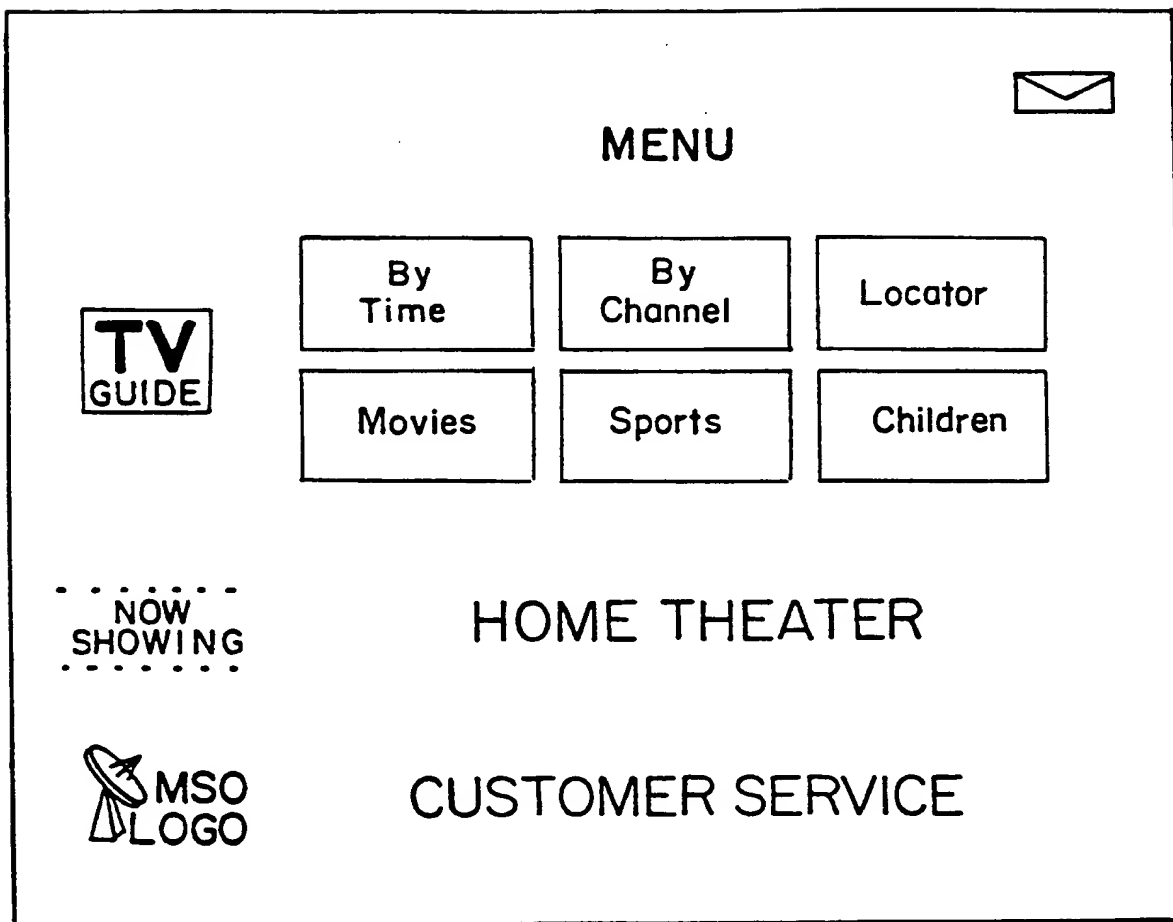 MENU
By
Time
By
Channel
Locator
TV
GUIDE
Movies
Sports
Children
NOW
SHOWING
HOME THEATER
MSO
LOGO
CUSTOMER SERVICE